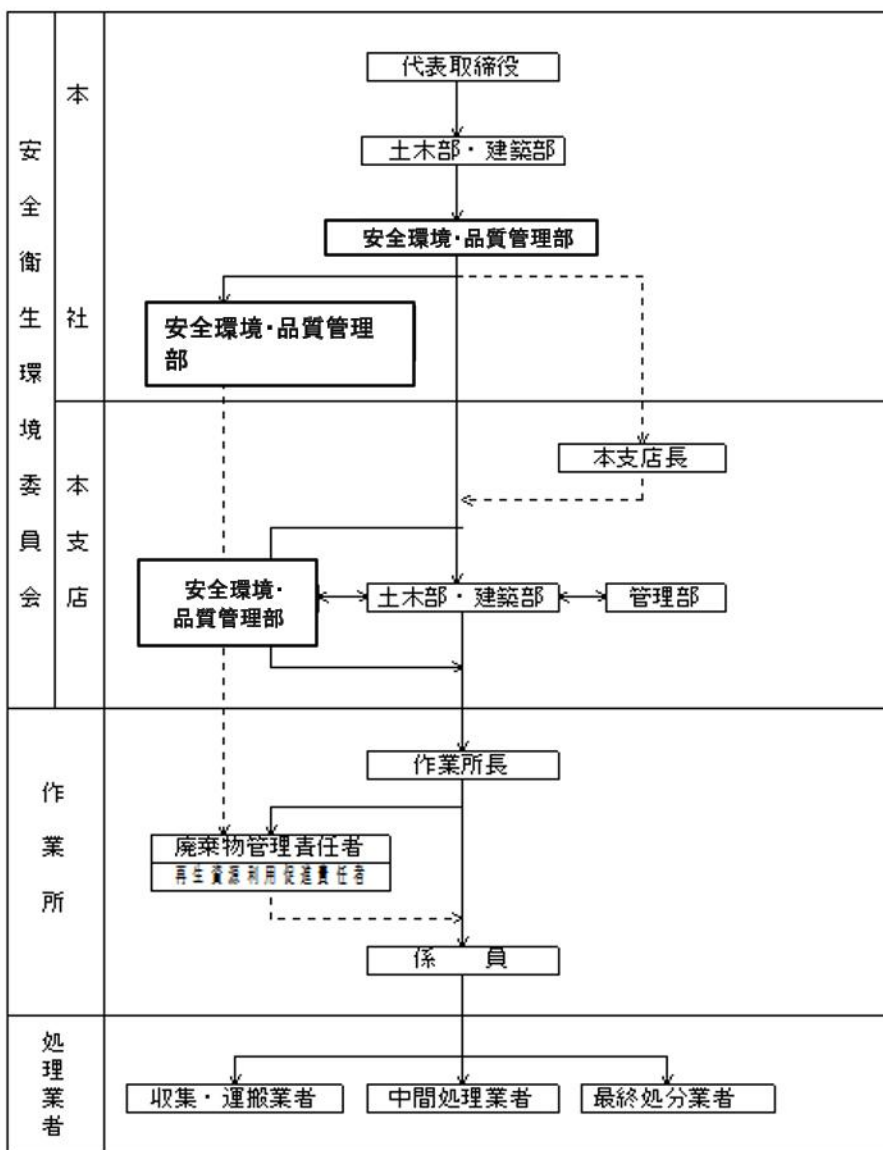 安全衛生環境委員会
本社
代表取締役
土木部・建築部
安全環境・品質管理部
安全環境・品質管理
部
本支店
本支店長
安全環境・
品質管理部
土木部・建築部
管理部
作業所
作業所長
廃棄物管理責任者
再生資源利用促進責任者
係員
処理業者
収集・運搬業者
中間処理業者
最終処分業者